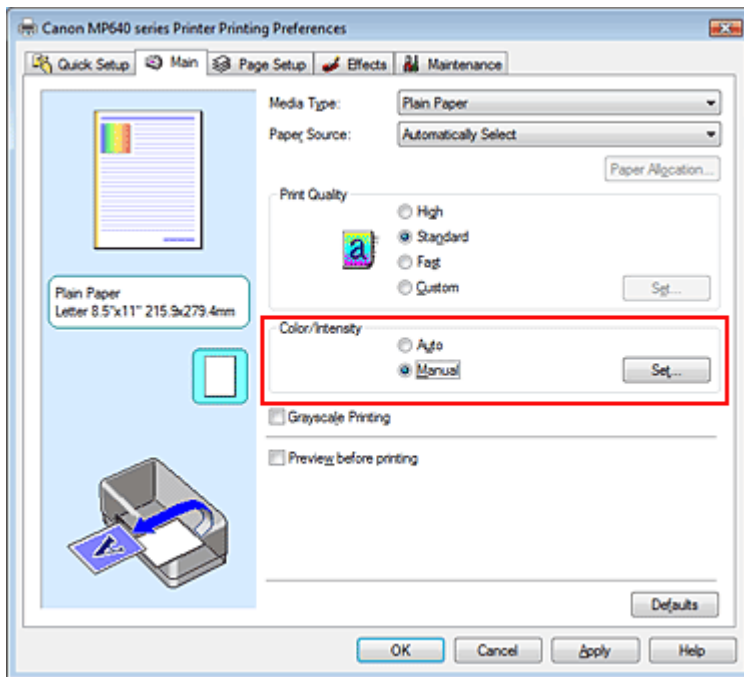 Canon MP640 series Printer Printing Preferences
Quick Setup Main Page Setup Effects Maintenance
Media Type: Plain Paper
Paper Source: Automatically Select
Paper Allocation...
Print Quality
High
Standard
Fast
Custom Set...
Plain Paper
Letter 8.5"x11" 215.9x279.4mm
Color/Intensity
Auto
Manual Set...
Grayscale Printing
Preview before printing
Defaults
OK Cancel Apply Help